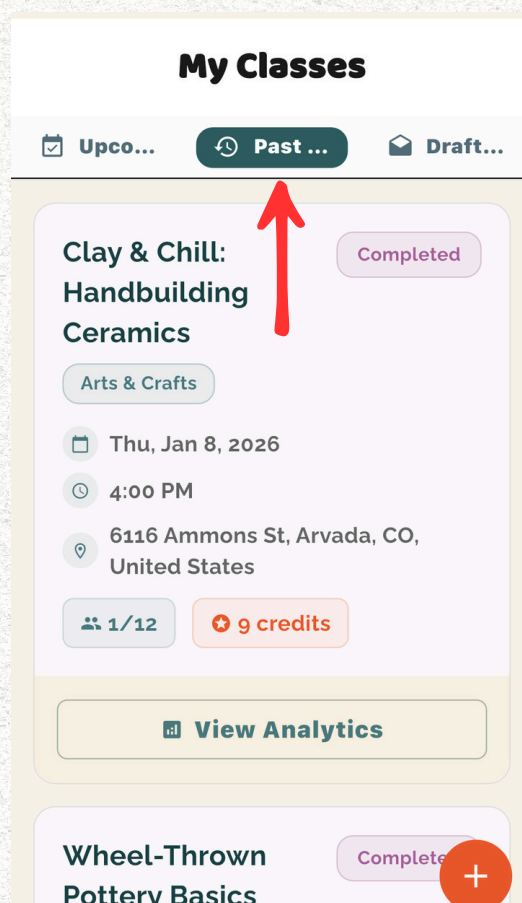 My Classes
Upco...
Past ...
Draft...
Clay & Chill:
Completed
Handbuilding
Ceramics
Arts & Crafts
Thu, Jan 8, 2026
4:00 PM
6116 Ammons St, Arvada, CO,
United States
1/12
9 credits
View Analytics
Wheel-Thrown
Complete
Pottery Basics